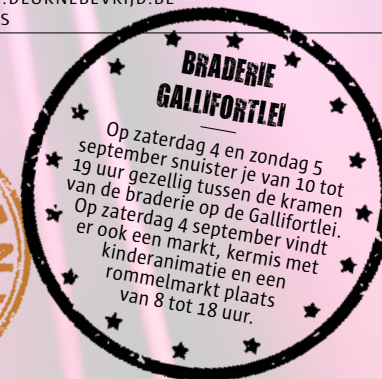 .DEURNEBEVRIJD.BE
S
BRADERIE
GALLIFORTLEI
Op zaterdag 4 en zondag 5
september snuister je van 10 tot
19 uur gezellig tussen de kramen
van de braderie op de Gallifortlei.
Op zaterdag 4 september vindt
er ook een markt, kermis met
kinderanimatie en een
rommelmarkt plaats
van 8 tot 18 uur.